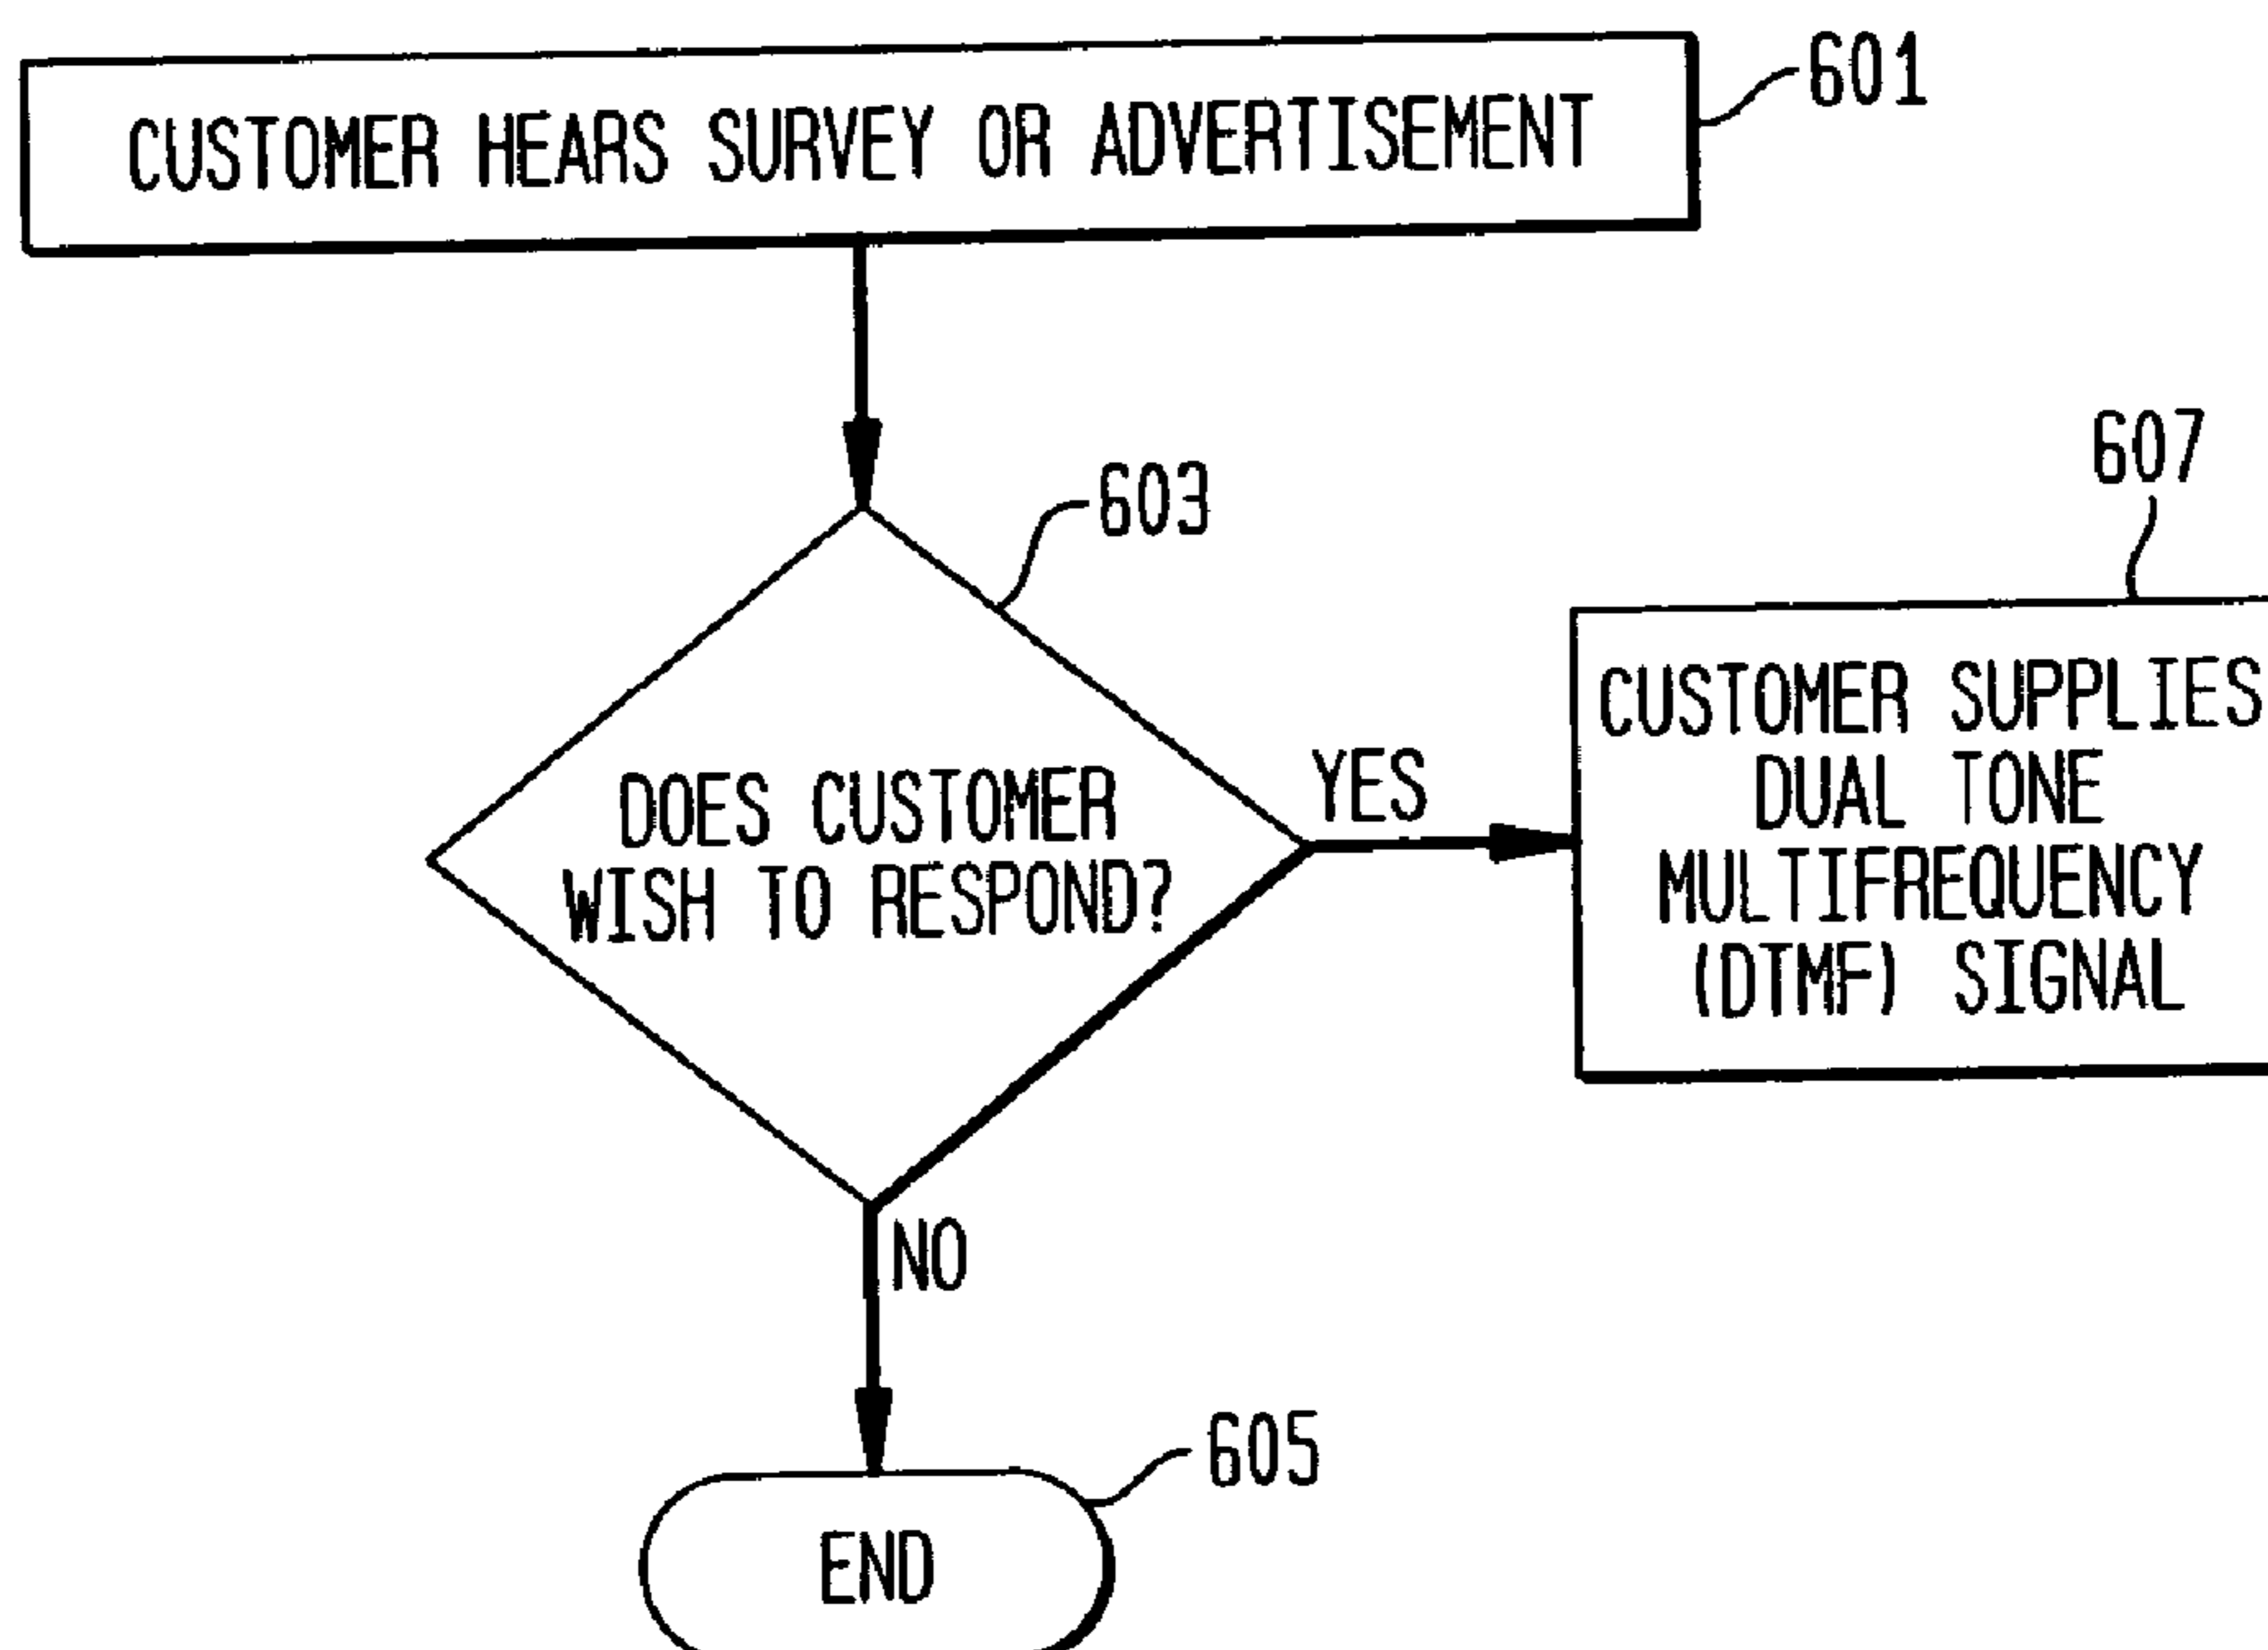 CUSTOMER HEARS SURVEY OR ADVERTISEMENT
601
603
607
DOES CUSTOMER
WISH TO RESPOND?
YES
CUSTOMER SUPPLIES
DUAL TONE
MULTIFREQUENCY
(DTMF) SIGNAL
NO
605
END